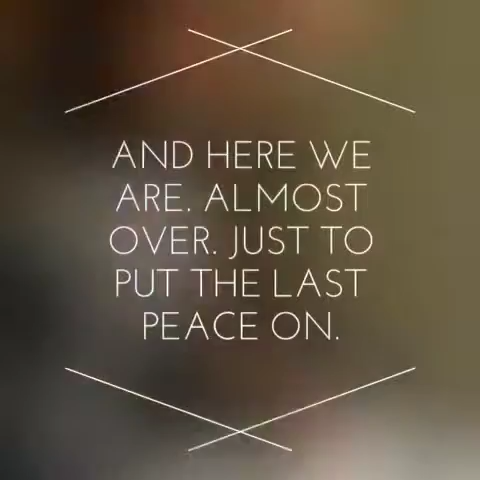 AND HERE WE
ARE. ALMOST
OVER. JUST TO
PUT THE LAST
PEACE ON.